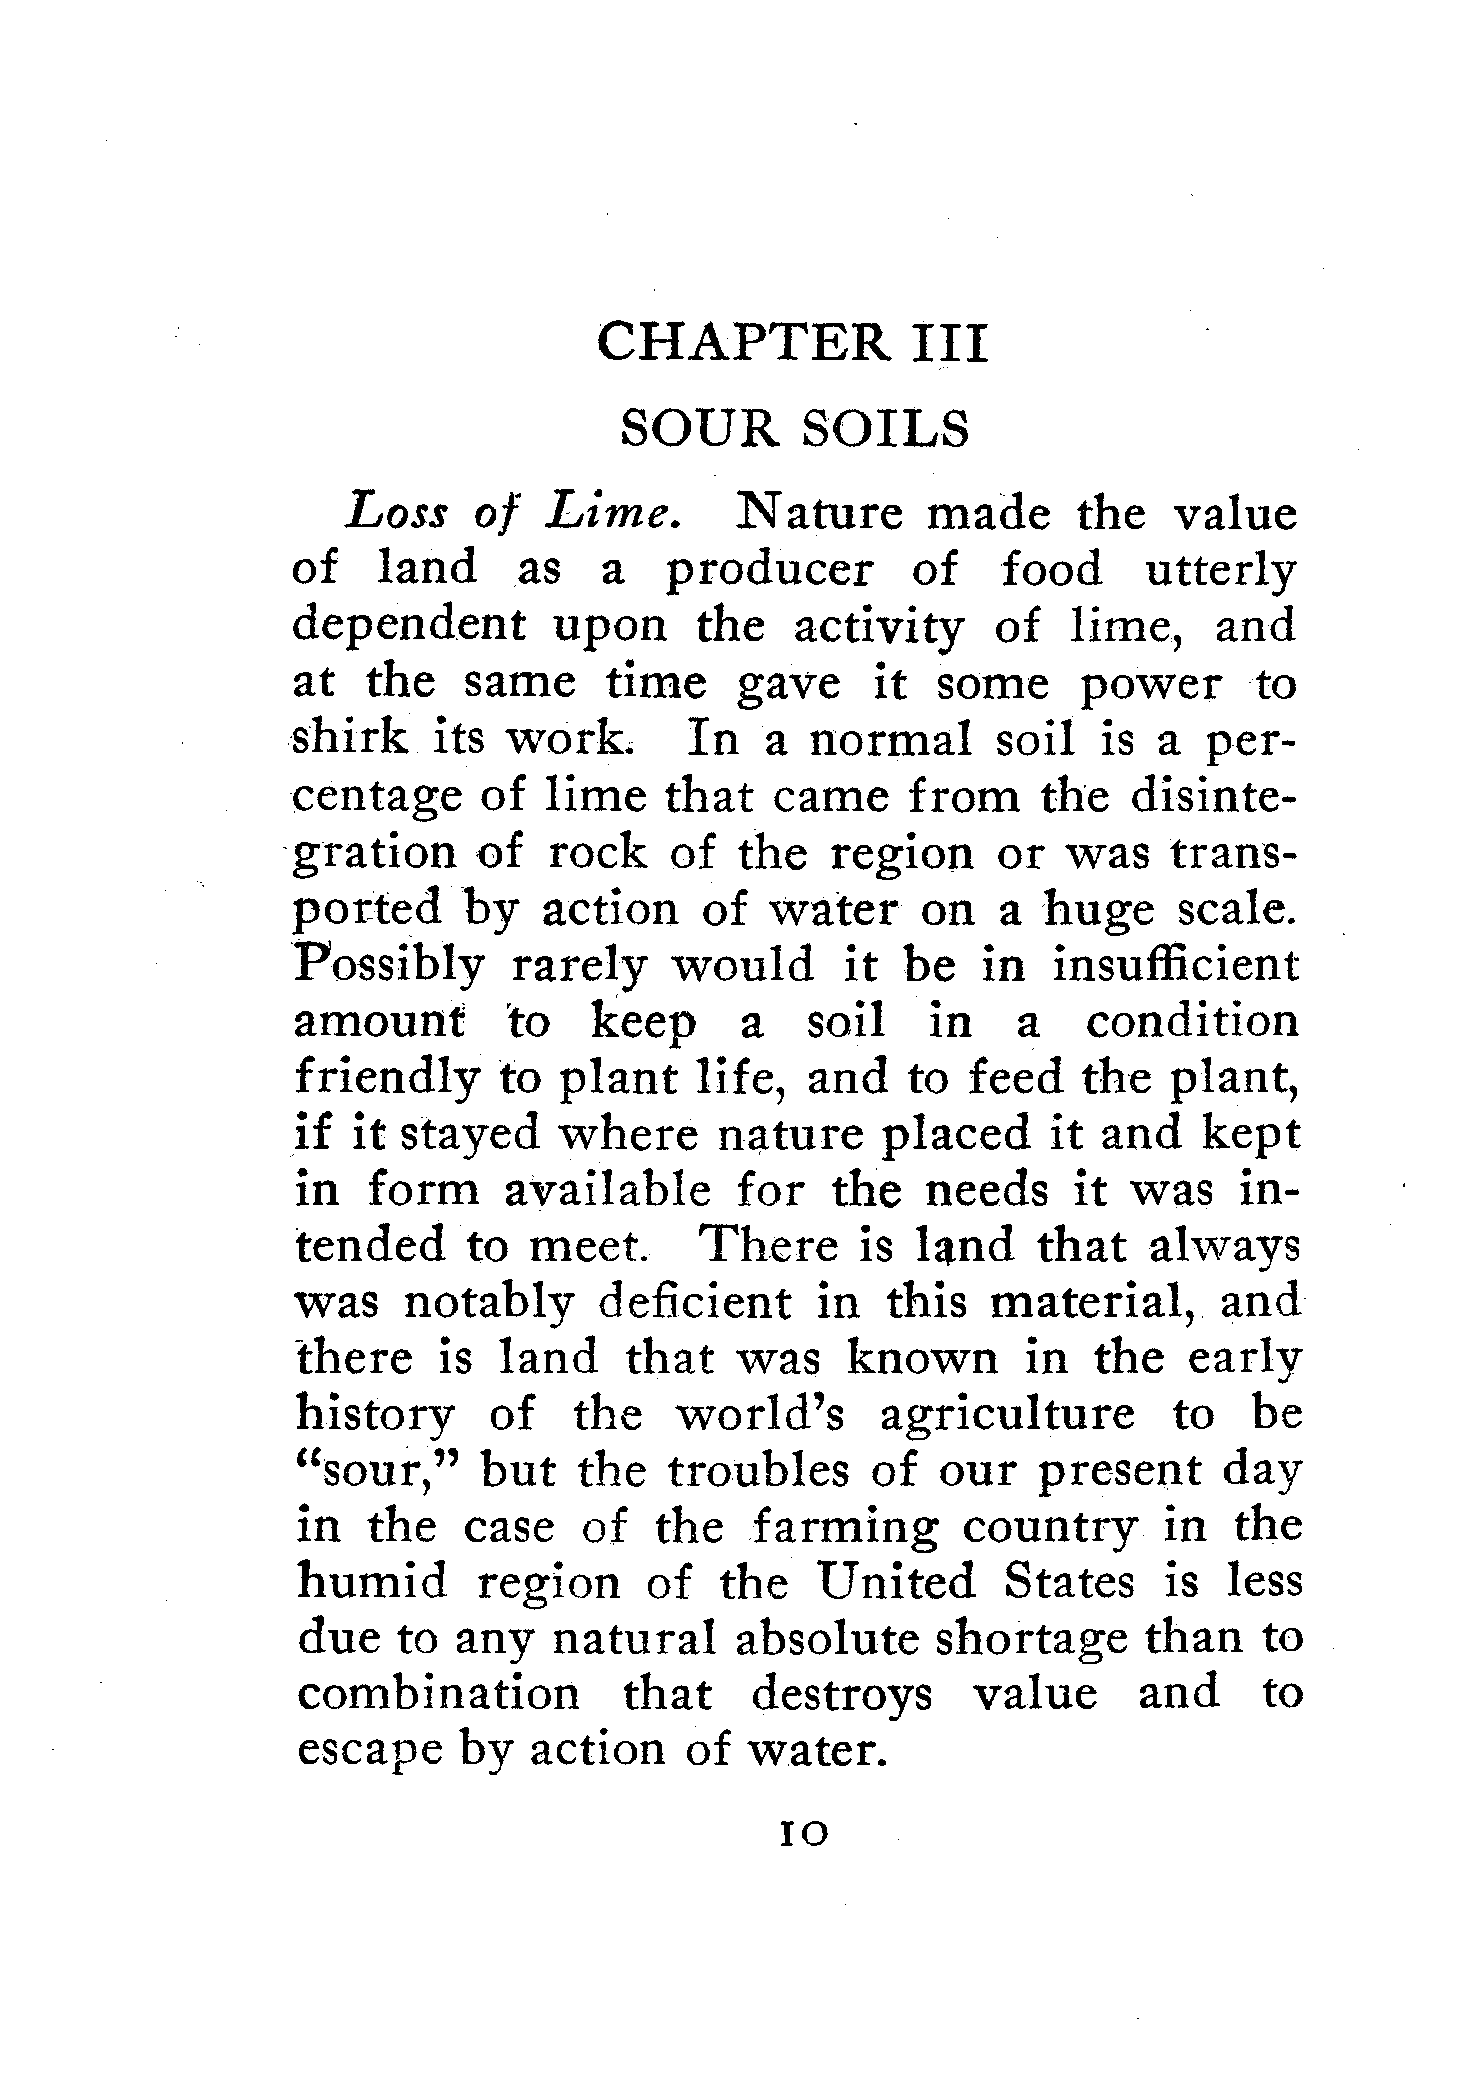 CHAPTER III
SOUR SOILS
Loss of Lime. Nature made the value
of land as a producer of food utterly
dependent upon the activity of lime, and
at the same time gave it some power to
shirk its work. In a normal soil is a per-
centage of lime that came from the disinte-
gration of rock of the region or was trans-
ported by action of water on a huge scale.
Possibly rarely would it be in insufficient
amount to keep a soil in a condition
friendly to plant life, and to feed the plant,
if it stayed where nature placed it and kept
in form available for the needs it was in-
tended to meet. There is land that always
was notably deficient in this material, and
there is land that was known in the early
history of the world's agriculture to be
"sour," but the troubles of our present day
in the case of the farming country in the
humid region of the United States is less
due to any natural absolute shortage than to
combination that destroys value and to
escape by action of water.
10